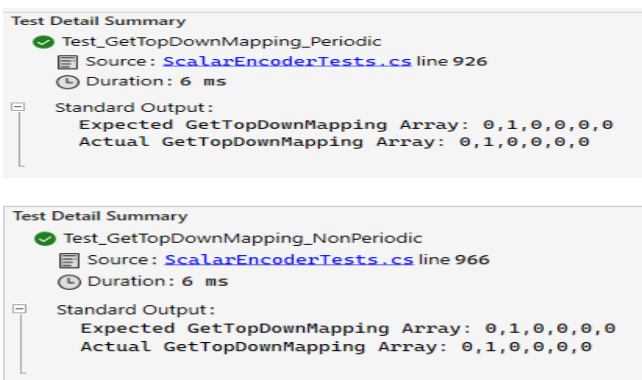 Test Detail Summary
Test_GetTopDownMapping_Periodic
Source: ScalarEncoderTests.cs line 926
Duration: 6 ms
Standard Output:
Expected GetTopDownMapping Array: 0,1,0,0,0,0
Actual GetTopDownMapping Array: 0,1,0,0,0,0
Test Detail Summary
Test_GetTopDownMapping_NonPeriodic
Source: ScalarEncoderTests.cs line 966
Duration: 6 ms
Standard Output:
Expected GetTopDownMapping Array: 0,1,0,0,0,0
Actual GetTopDownMapping Array: 0,1,0,0,0,0